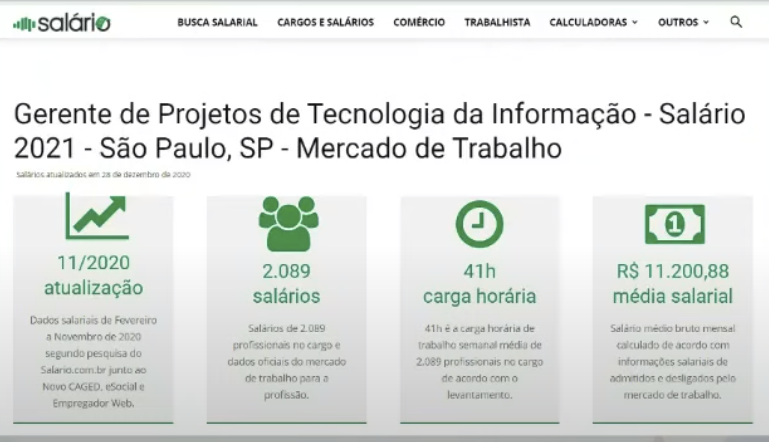 salário
BUSCA SALARIAL CARGOS E SALÁRIOS COMÉRCIO TRABALHISTA CALCULADORAS OUTROS
Gerente de Projetos de Tecnologia da Informação - Salário
2021 - São Paulo, SP - Mercado de Trabalho
Salários atualizados em 28 de dezembro de 2020
11/2020
atualização
Dados salariais de Fevereiro
a Novembro de 2020
segundo pesquisa do
Salario.com.br junto ao
Novo CAGED, eSocial e
Empregador Web.
2.089
salários
Salários de 2.089
profissionais no cargo e
dados oficiais do mercado
de trabalho para a
profissão.
41h
carga horária
41h é a carga horária de
trabalho semanal média de
2.089 profissionais no cargo
de acordo com o
levantamento.
1
R$ 11.200,88
média salarial
Salário médio bruto mensal
calculado de acordo com
informações salariais de
admitidos e desligados pelo
mercado de trabalho.